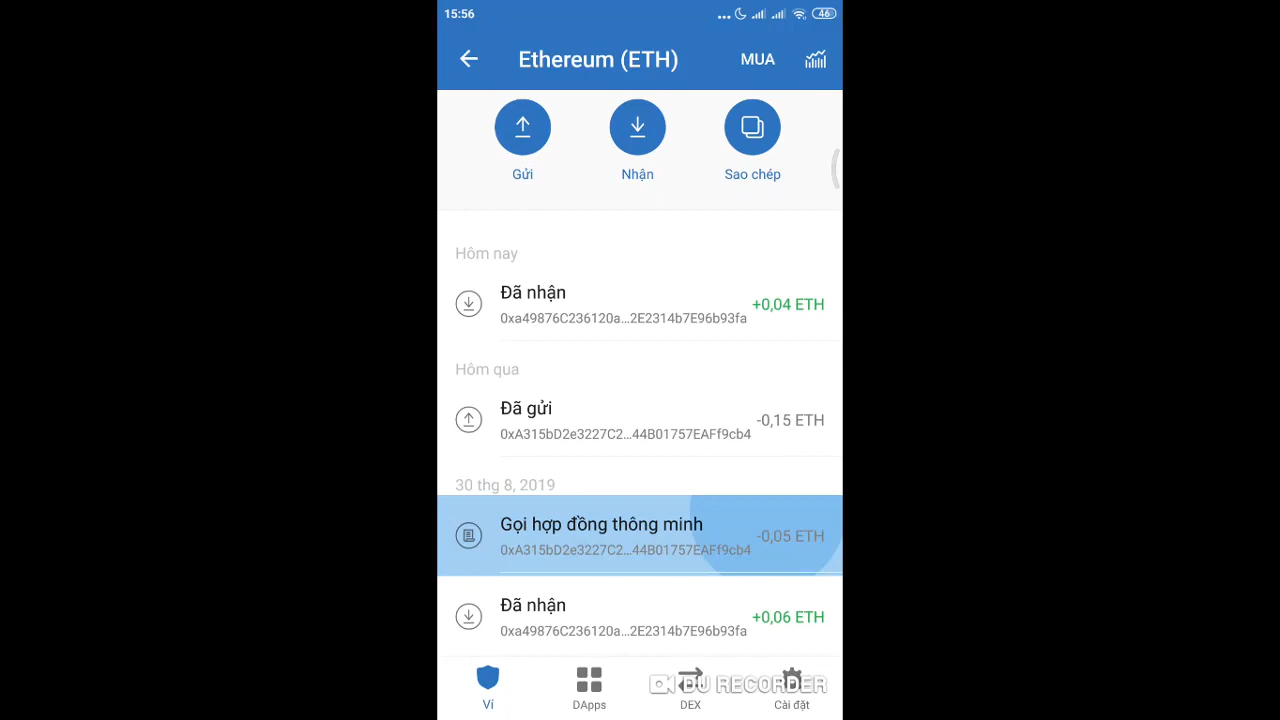 15:56
46
Ethereum (ETH)
MUA
Gửi
Nhận
Sao chép
Hôm nay
Đã nhận
+0,04 ETH
0xa49876C236120a...2E2314b7E96b93fa
Hôm qua
Đã gửi
-0,15 ETH
0xA315bD2e3227C2...44B01757EAFf9cb4
30 thg 8, 2019
Gọi hợp đồng thông minh
-0,05 ETH
0xA315bD2e3227C2...44B01757EAFf9cb4
Đã nhận
+0,06 ETH
0xa49876C236120a...2E2314b7E96b93fa
DU RECORDER
Ví
DApps
DEX
Cài đặt